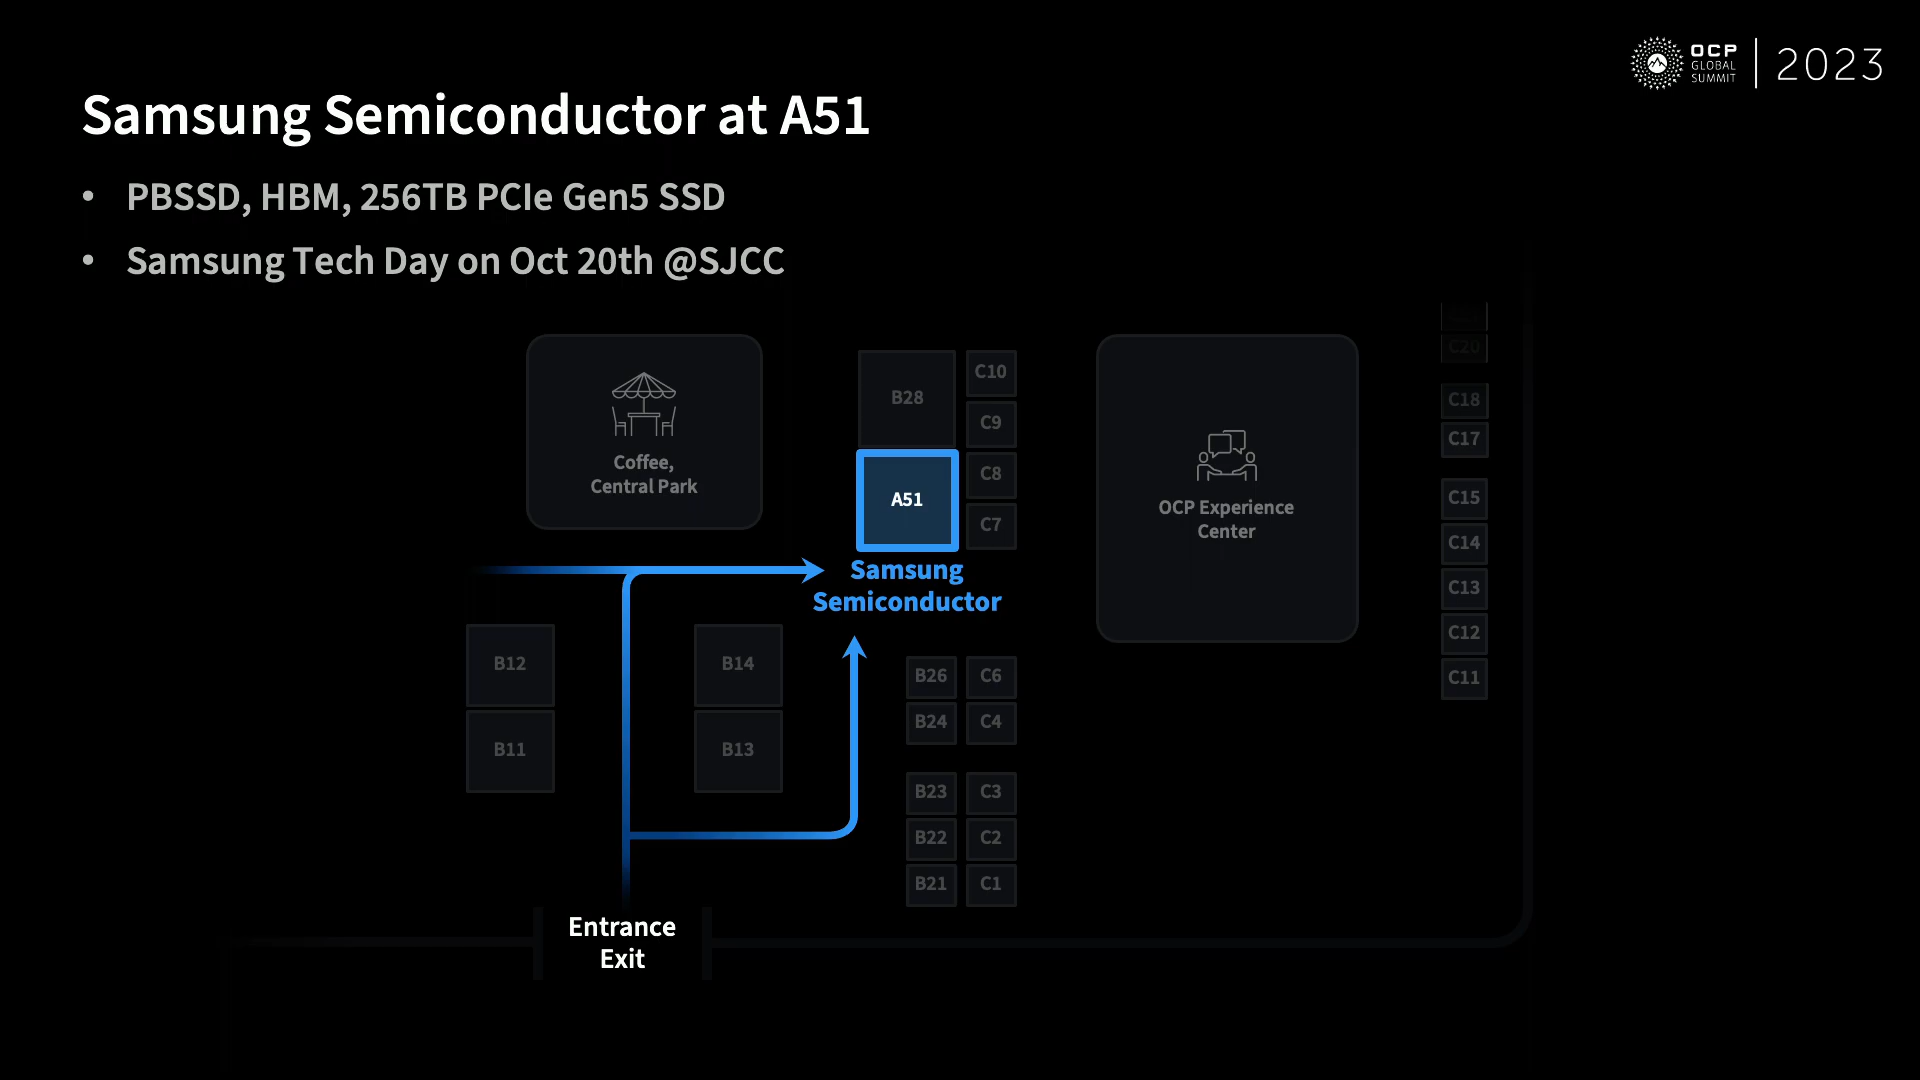 OCP
GLOBAL
SUMMIT
2023
Samsung Semiconductor at A51
• PBSSD, HBM, 256TB PCIe Gen5 SSD
• Samsung Tech Day on Oct 20th @SJCC
Coffee,
Central Park
B28
A51
C10
C9
C8
C7
Samsung
Semiconductor
OCP Experience
Center
C20
C18
C17
C15
C14
C13
C12
C11
B12
B11
B14
B13
B26
C6
B24
C4
B23
C3
B22
C2
B21
C1
Entrance
Exit